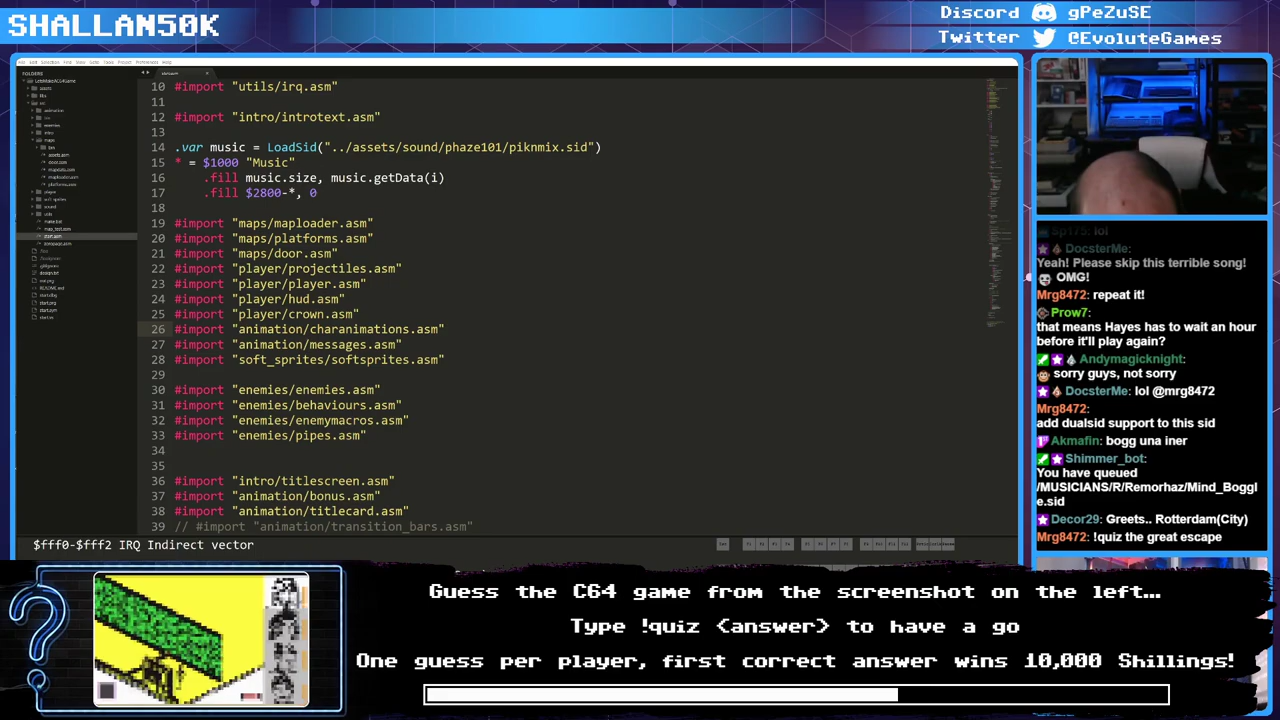 SHALLAN50K
Discord gPeZuSE
Twitter @EvoluteGames
FOLDERS
10 #import "utils/irq.asm"
11
12 #import "intro/introtext.asm"
13
14 .var music = LoadSid("../assets/sound/phaze101/piknmix.sid")
15 * = $1000 "Music"
16 .fill music.size, music.getData(i)
17 .fill $2800-*, 0
18
19 #import "maps/maploader.asm"
20 #import "maps/platforms.asm"
21 #import "maps/door.asm"
22 #import "player/projectiles.asm"
23 #import "player/player.asm"
24 #import "player/hud.asm"
25 #import "player/crown.asm"
26 #import "animation/charanimations.asm"
27 #import "animation/messages.asm"
28 #import "soft_sprites/softsprites.asm"
29
30 #import "enemies/enemies.asm"
31 #import "enemies/behaviours.asm"
32 #import "enemies/enemymacros.asm"
33 #import "enemies/pipes.asm"
34
35
36 #import "intro/titlescreen.asm"
37 #import "animation/bonus.asm"
38 #import "animation/titlecard.asm"
39 // #import "animation/transition_bars.asm"
$fff0-$fff2 IRQ Indirect vector
lol
DocsterMe:
Yeah! Please skip this terrible song!
OMG!
Mrg8472: repeat it!
Prow7:
that means Hayes has to wait an hour
before it'll play again?
Andymagicknight:
sorry guys, not sorry
DocsterMe: lol @mrg8472
Mrg8472:
add dualsid support to this sid
Akmafin: bogg una iner
Shimmer_bot:
You have queued
/MUSICIANS/R/Remorhaz/Mind_Boggl
e.sid
Decor29: Greets.. Rotterdam(City)
Mrg8472: !quiz the great escape
Guess the C64 game from the screenshot on the left...
Type !quiz <answer> to have a go
One guess per player, first correct answer wins 10,000 Shillings!